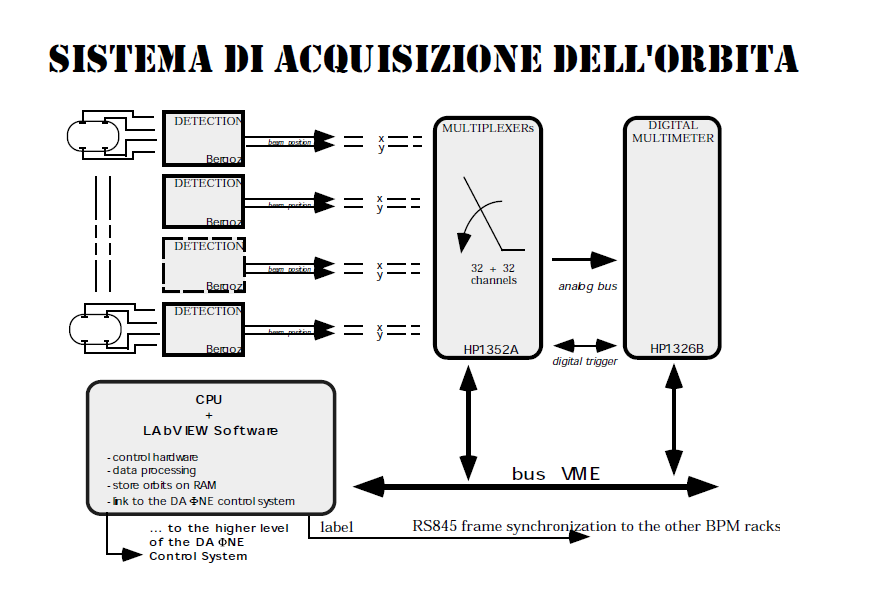 SISTEMA DI ACQUISIZIONE DELL'ORBITA
DETECTION
Bergoz
beam position
x
y
DETECTION
Bergoz
beam position
x
y
DETECTION
Bergoz
beam position
x
y
DETECTION
Bergoz
beam position
x
y
MULTIPLEXERs
32 + 32
channels
HP1352A
analog bus
digital trigger
DIGITAL
MULTIMETER
HP1326B
CPU
+
LAbVIEW Software
- control hardware
- data processing
- store orbits on RAM
- link to the DA ΦNE control system
bus VME
... to the higher level
of the DA ΦNE
Control System
label
RS845 frame synchronization to the other BPM racks